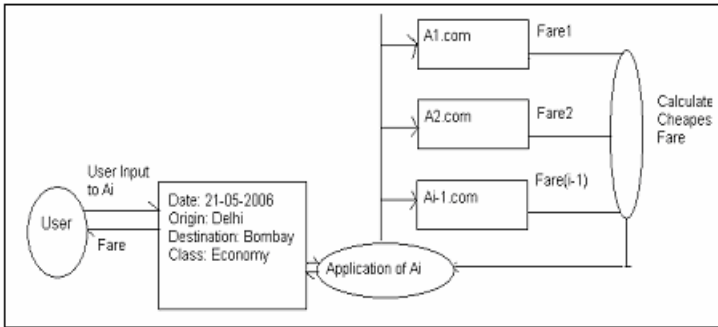 A1.com
Fare1
A2.com
Fare2
Calculate
Cheapes
Fare
Ai-1.com
Fare(i-1)
User Input
to Ai
User
Fare
Date: 21-05-2006
Origin: Delhi
Destination: Bombay
Class: Economy
Application of Ai